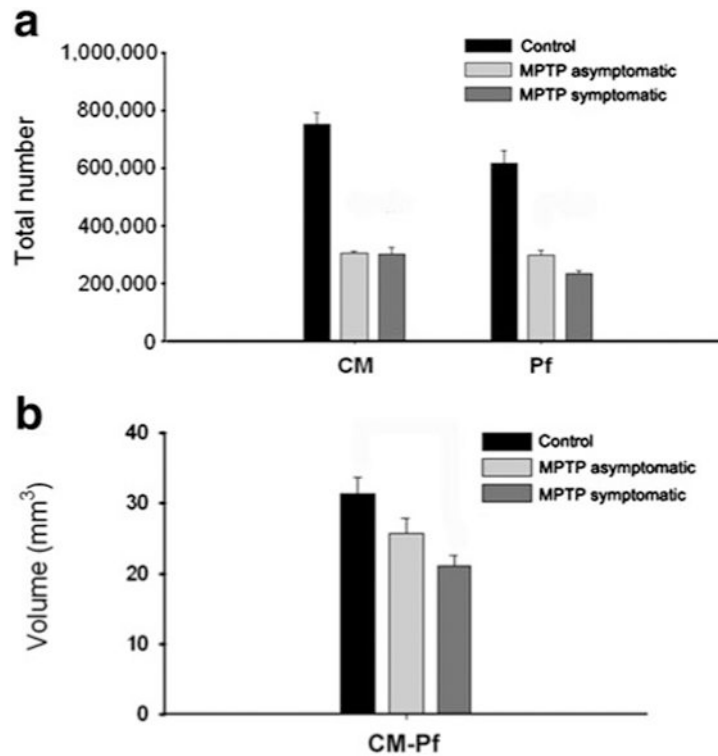 a
1,000,000
800,000
600,000
400,000
200,000
0
Total number
Control
MPTP asymptomatic
MPTP symptomatic
CM
Pf
b
40
30
20
10
0
Volume (mm³)
Control
MPTP asymptomatic
MPTP symptomatic
CM-Pf